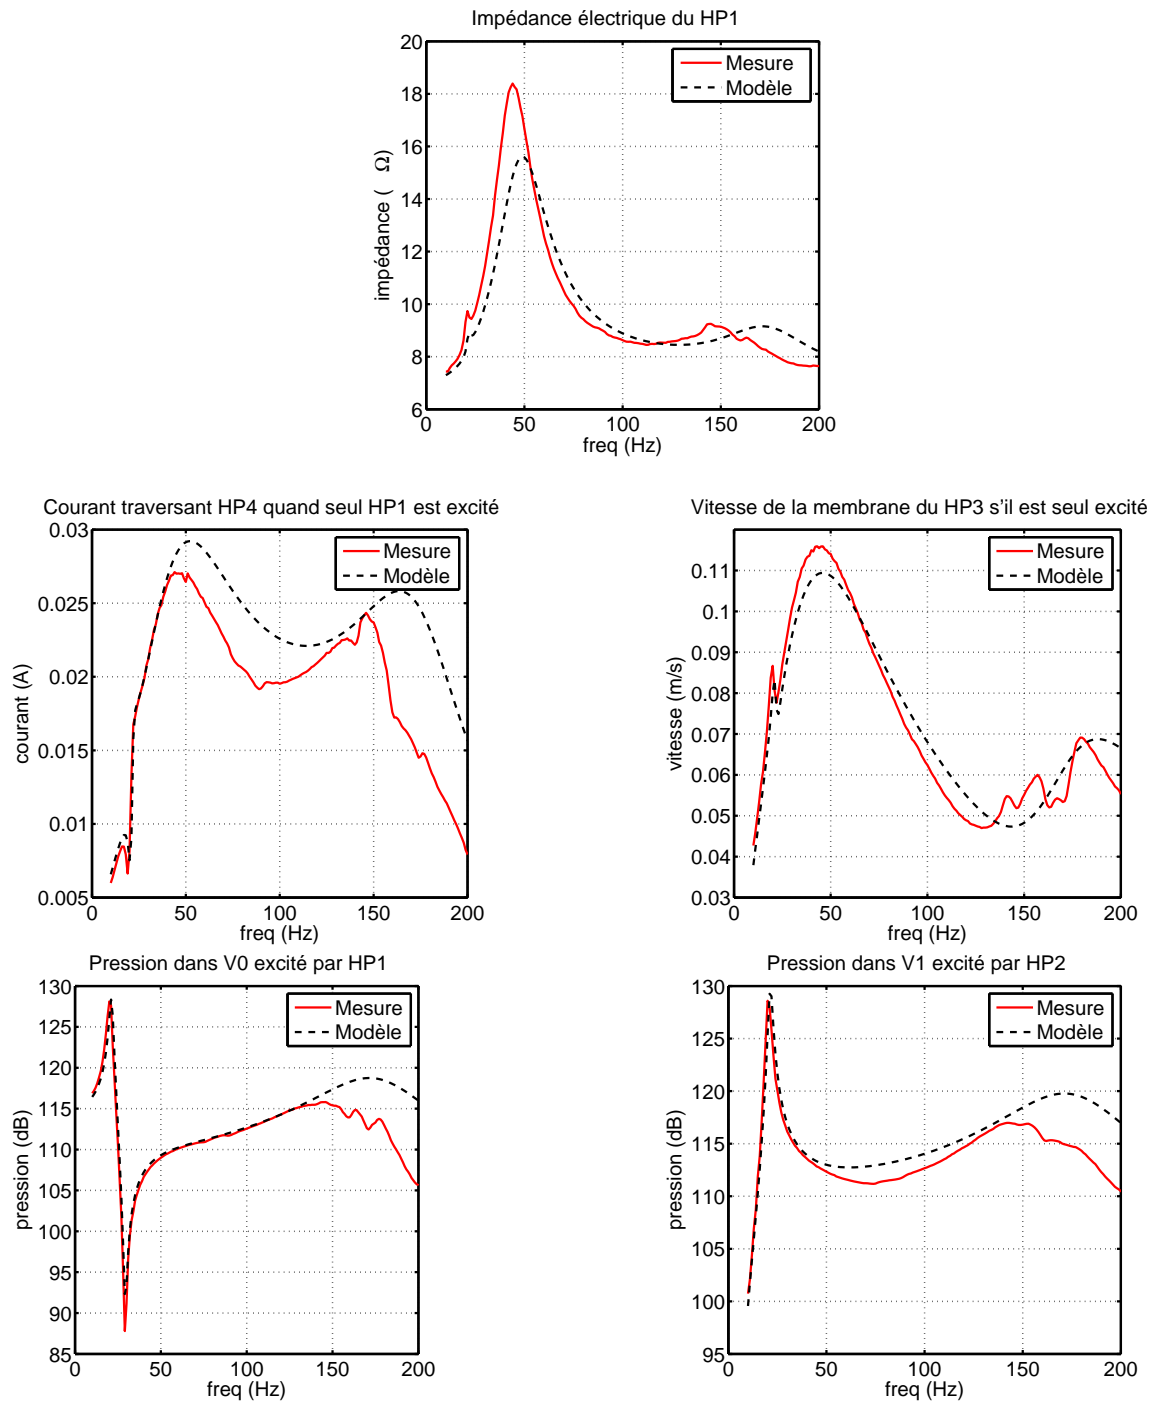 Impédance électrique du HP1
20
18
16
14
12
10
8
6
0
50
100
150
200
impédance ( Ω)
freq (Hz)
Mesure
Modèle
Courant traversant HP4 quand seul HP1 est excité
0.03
0.025
0.02
0.015
0.01
0.005
0
50
100
150
200
courant (A)
freq (Hz)
Mesure
Modèle
Vitesse de la membrane du HP3 s'il est seul excité
0.11
0.1
0.09
0.08
0.07
0.06
0.05
0.04
0.03
0
50
100
150
200
vitesse (m/s)
freq (Hz)
Mesure
Modèle
Pression dans V0 excité par HP1
130
125
120
115
110
105
100
95
90
85
0
50
100
150
200
pression (dB)
freq (Hz)
Mesure
Modèle
Pression dans V1 excité par HP2
130
125
120
115
110
105
100
95
0
50
100
150
200
pression (dB)
freq (Hz)
Mesure
Modèle